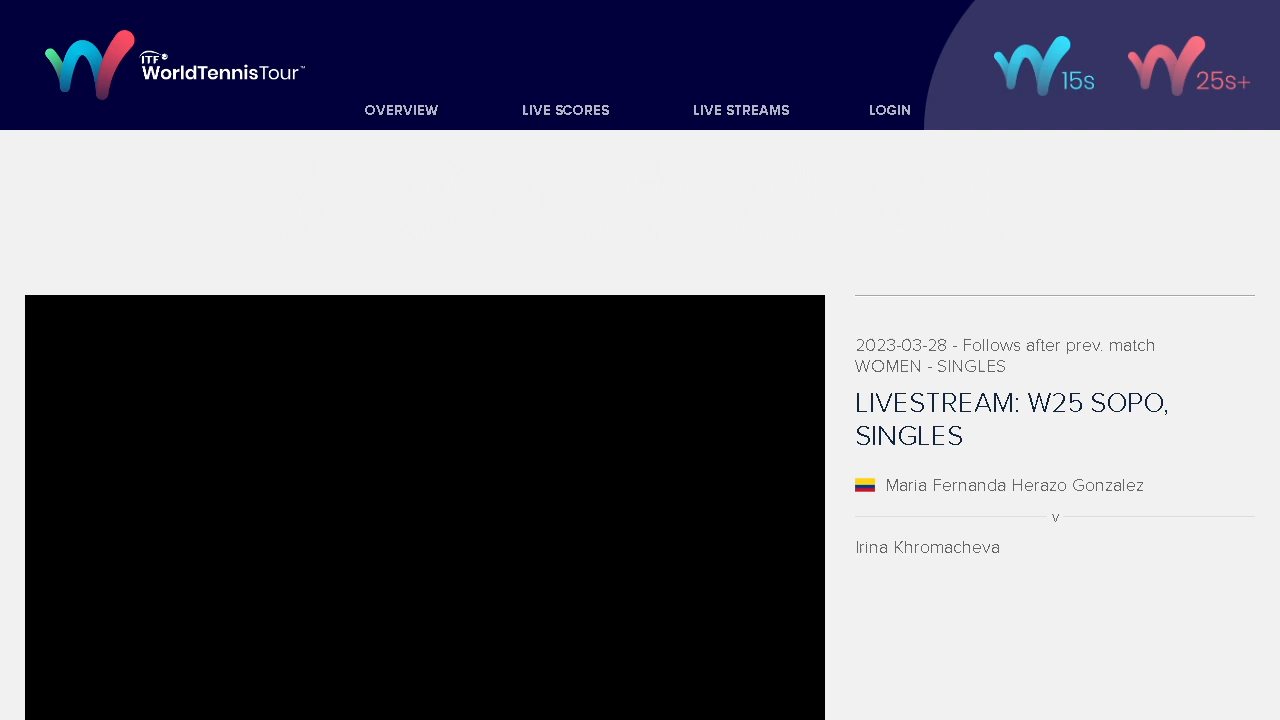 ITF
WorldTennisTour™
15s
25s+
OVERVIEW
LIVE SCORES
LIVE STREAMS
LOGIN
2023-03-28 - Follows after prev. match
WOMEN - SINGLES
LIVESTREAM: W25 SOPO,
SINGLES
Maria Fernanda Herazo Gonzalez
v
Irina Khromacheva